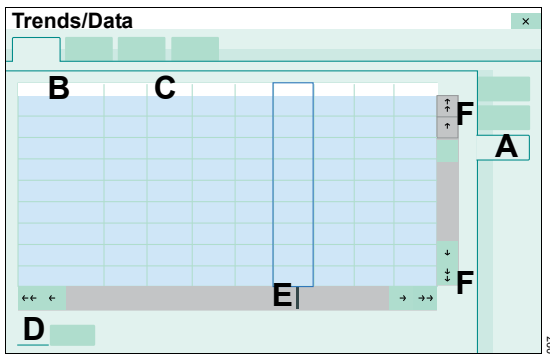 Trends/Data ×
B C
↑↑ F
↑
A
↓
↓↓ F
←← ← E → →→
D